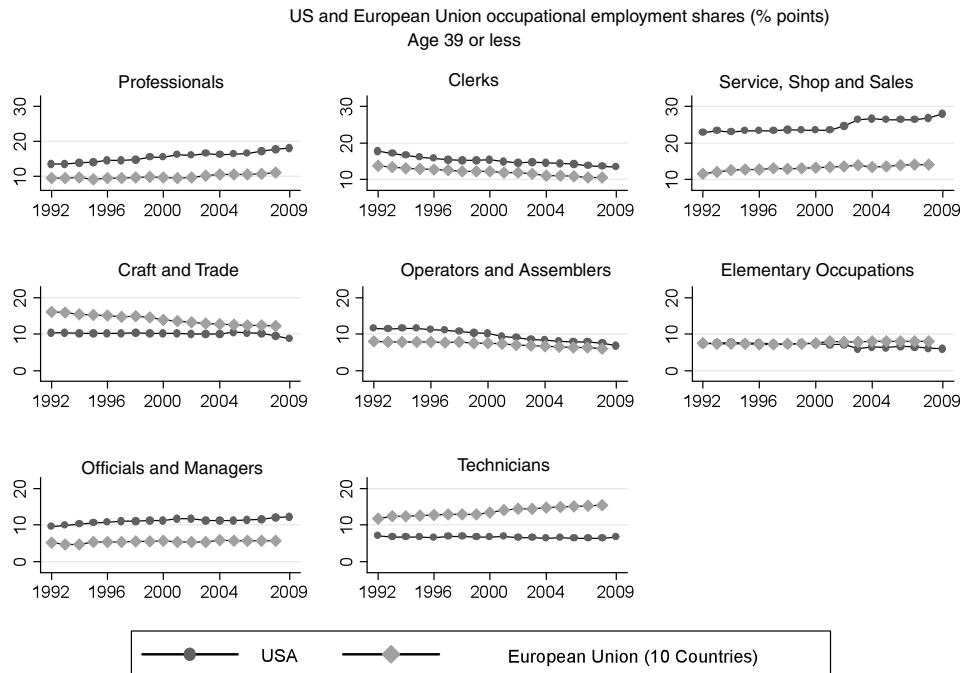 US and European Union occupational employment shares (% points)
Age 39 or less
Professionals
Clerks
Service, Shop and Sales
30
20
10
1992 1996 2000 2004 2009
30
20
10
1992 1996 2000 2004 2009
30
20
10
1992 1996 2000 2004 2009
Craft and Trade
Operators and Assemblers
Elementary Occupations
20
10
0
1992 1996 2000 2004 2009
20
10
0
1992 1996 2000 2004 2009
20
10
0
1992 1996 2000 2004 2009
Officials and Managers
Technicians
20
10
0
1992 1996 2000 2004 2009
20
10
0
1992 1996 2000 2004 2009
USA
European Union (10 Countries)